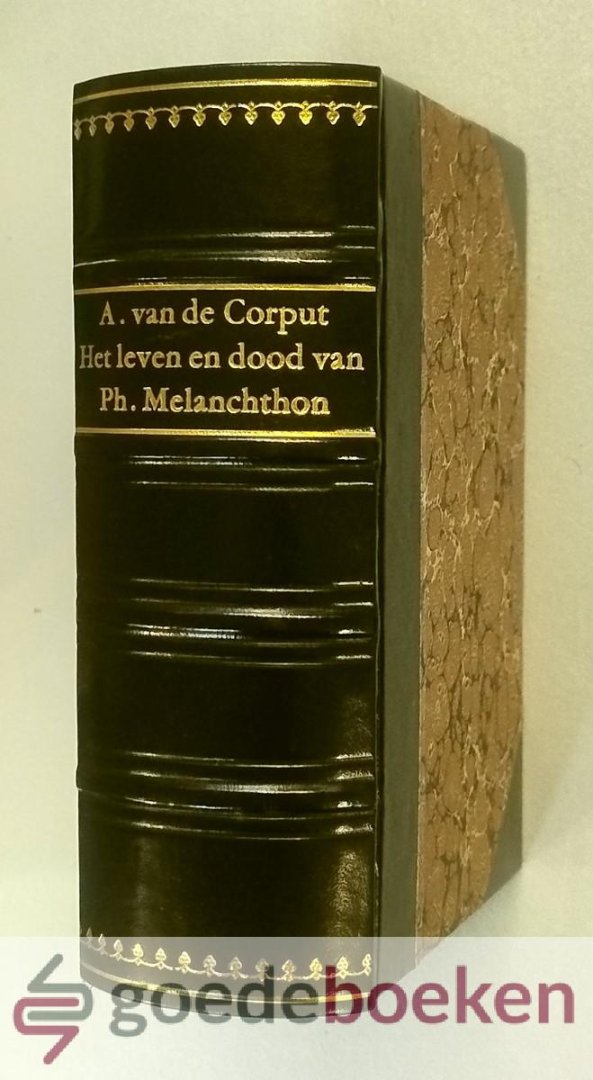 A. van de Corput
Het leven en dood van
Ph. Melanchthon
goedeboeken